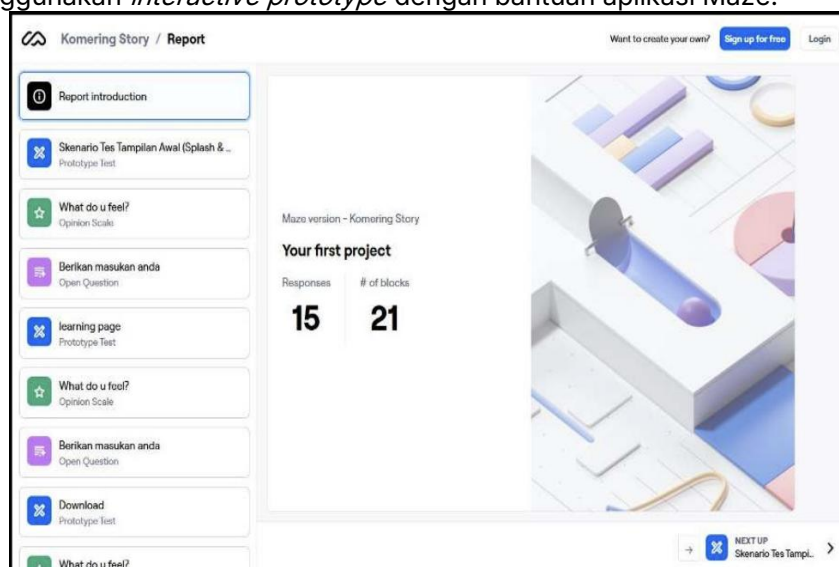 nggunakan interactive prototype dengan bantuan aplikasi Maze.
Komering Story / Report
Want to create your own?
Sign up for free
Login
Report introduction
Skenario Tes Tampilan Awal (Splash & ...
Prototype Test
What do u feel?
Opinion Scale
Berikan masukan anda
Open Question
learning page
Prototype Test
What do u feel?
Opinion Scale
Berikan masukan anda
Open Question
Download
Prototype Test
What do u feel?
Maze version - Komering Story
Your first project
Responses # of blocks
15 21
NEXT UP
Skenario Tes Tampi...